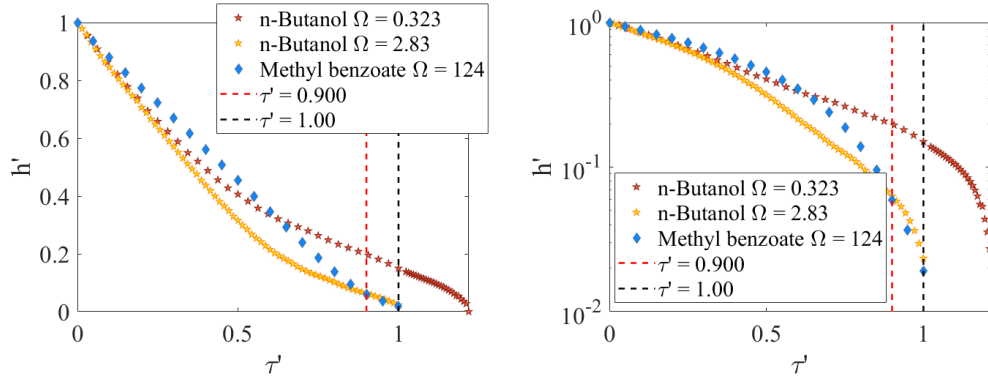 n-Butanol Ω = 0.323
n-Butanol Ω = 2.83
Methyl benzoate Ω = 124
τ' = 0.900
τ' = 1.00
1
0.8
0.6
0.4
0.2
0
h'
0
0.5
1
τ'
10⁰
10⁻¹
10⁻²
h'
n-Butanol Ω = 0.323
n-Butanol Ω = 2.83
Methyl benzoate Ω = 124
τ' = 0.900
τ' = 1.00
0
0.5
1
τ'